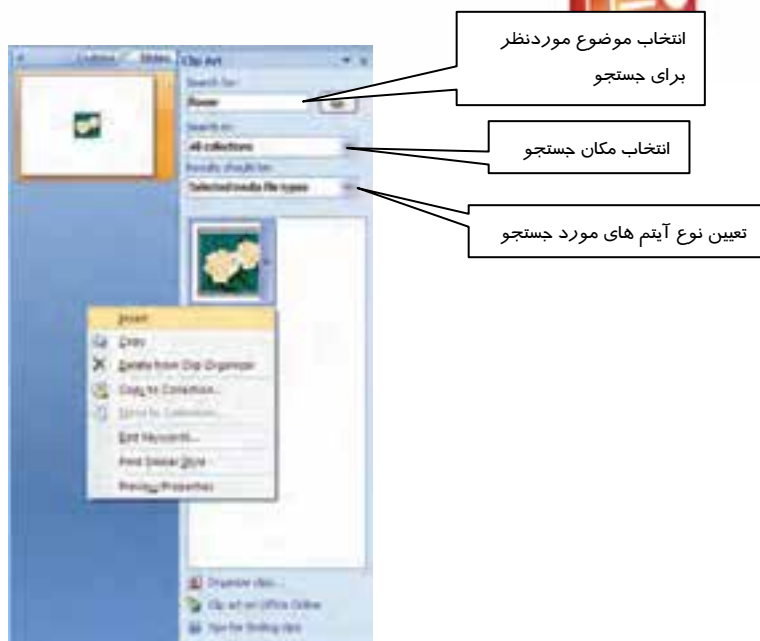 انتخاب موضوع موردنظر
برای جستجو
انتخاب مکان جستجو
تعیین نوع آیتم های مورد جستجو
Outline Slides
Clip Art
Search for:
flower
Go
Search in:
All collections
Results should be:
Selected media file types
Insert
Copy
Delete from Clip Organizer
Copy to Collection...
Edit Keywords...
Find Similar Style
Preview/Properties
Organize clips...
Clip art on Office Online
Tips for finding clips